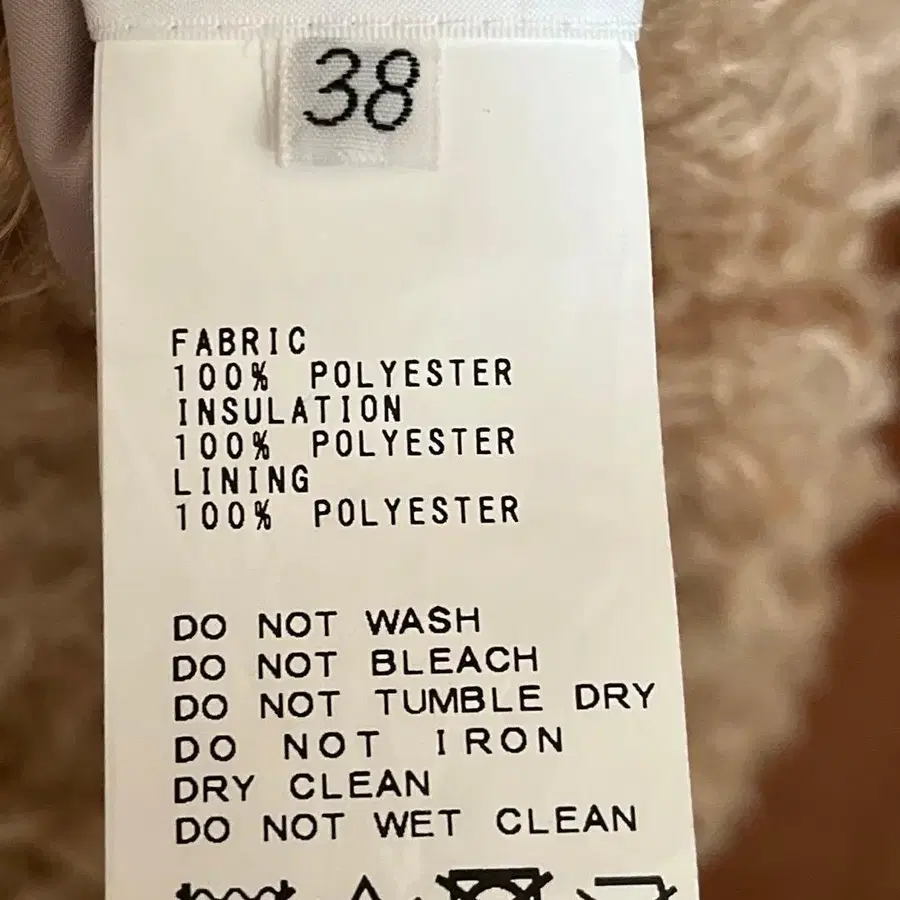 38
FABRIC
100% POLYESTER
INSULATION
100% POLYESTER
LINING
100% POLYESTER
DO NOT WASH
DO NOT BLEACH
DO NOT TUMBLE DRY
DO NOT IRON
DRY CLEAN
DO NOT WET CLEAN